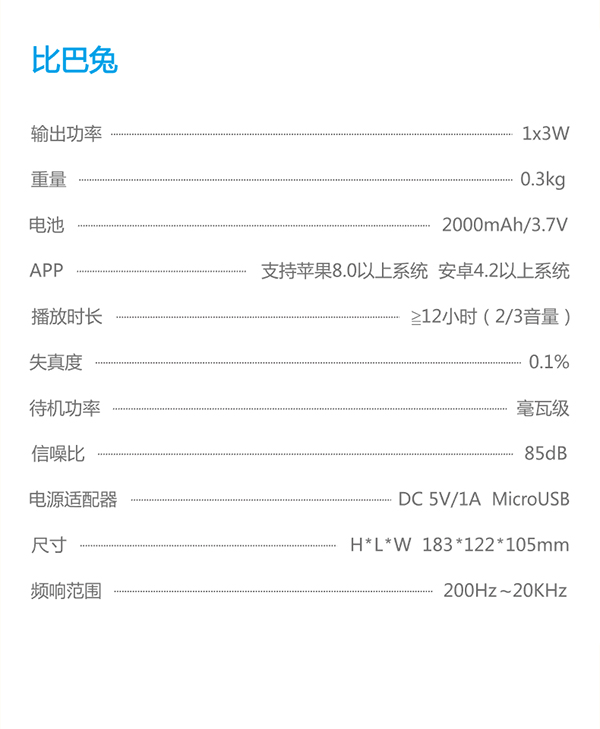 比巴兔
输出功率 1x3W
重量 0.3kg
电池 2000mAh/3.7V
APP 支持苹果8.0以上系统 安卓4.2以上系统
播放时长 ≧12小时（2/3音量）
失真度 0.1%
待机功率 毫瓦级
信噪比 85dB
电源适配器 DC 5V/1A MicroUSB
尺寸 H*L*W 183*122*105mm
频响范围 200Hz~20KHz